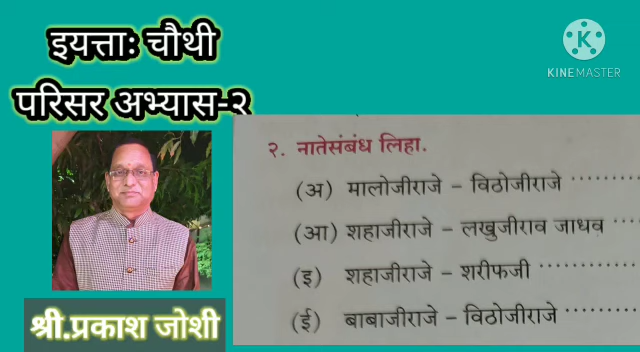 इयत्ताः चौथी
परिसर अभ्यास-२
KINEMASTER
२. नातेसंबंध लिहा.
(अ) मालोजीराजे – विठोजीराजे ··········
(आ) शहाजीराजे – लखुजीराव जाधव ····
(इ) शहाजीराजे – शरीफजी ··············
(ई) बाबाजीराजे – विठोजीराजे ··········
श्री.प्रकाश जोशी